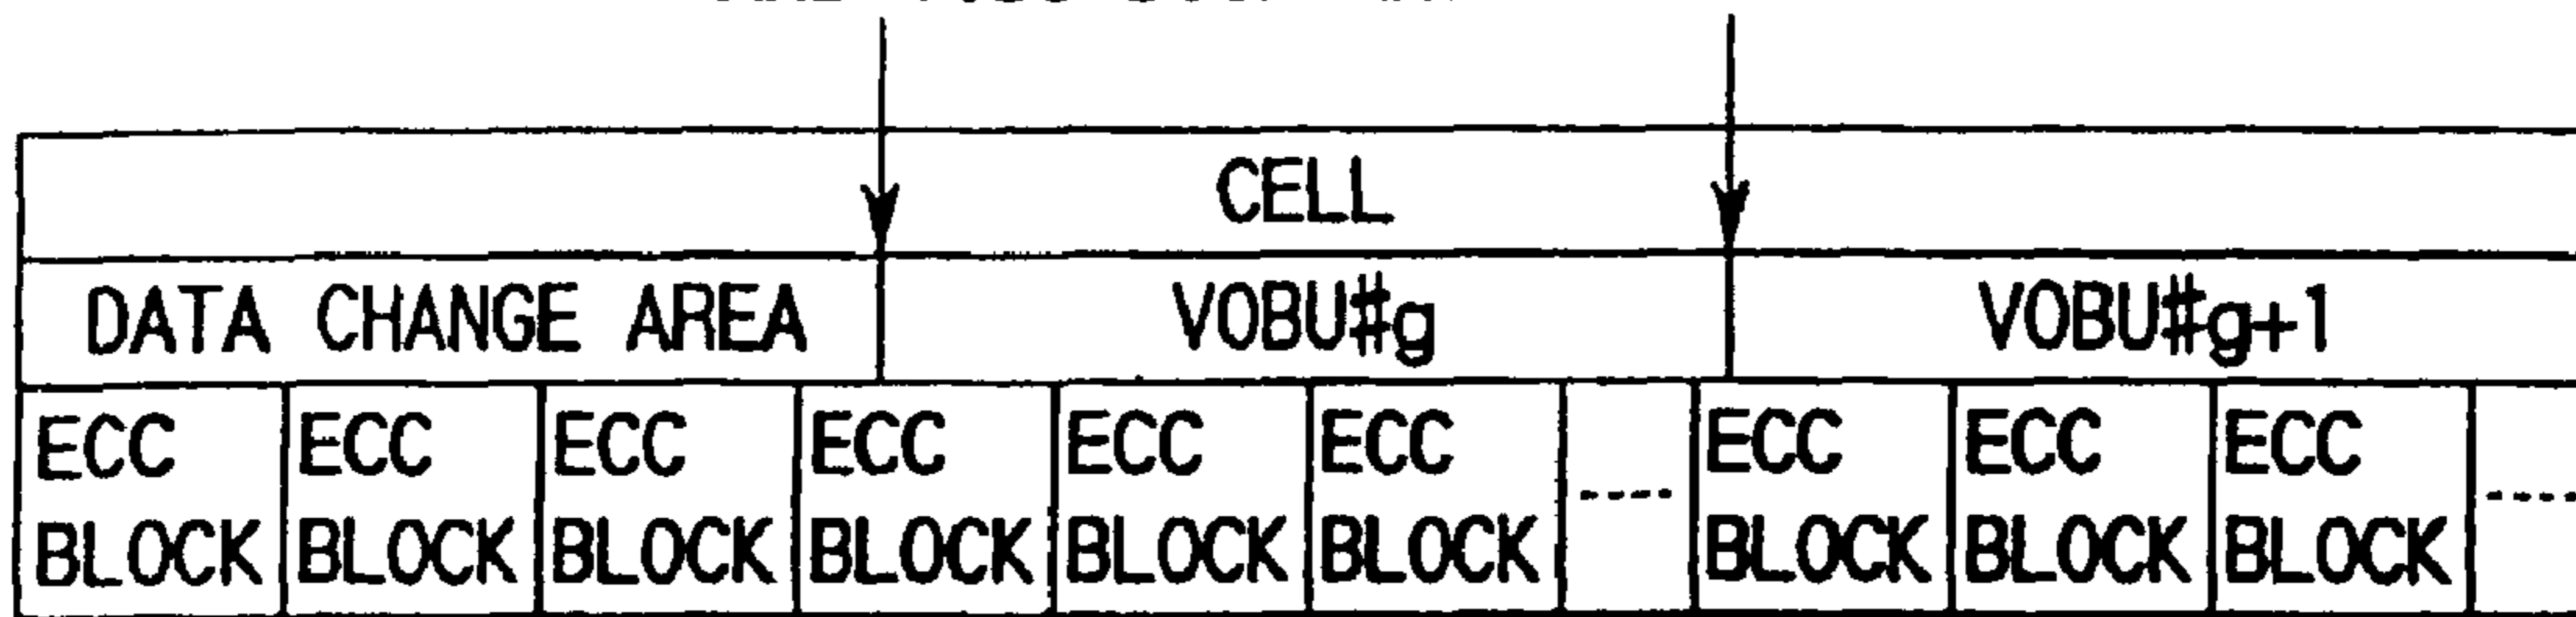 CELL
DATA CHANGE AREA VOBU#g VOBU#g+1
ECC ECC ECC ECC ECC ECC ECC ECC ECC
BLOCK BLOCK BLOCK BLOCK BLOCK BLOCK ---- BLOCK BLOCK BLOCK ----